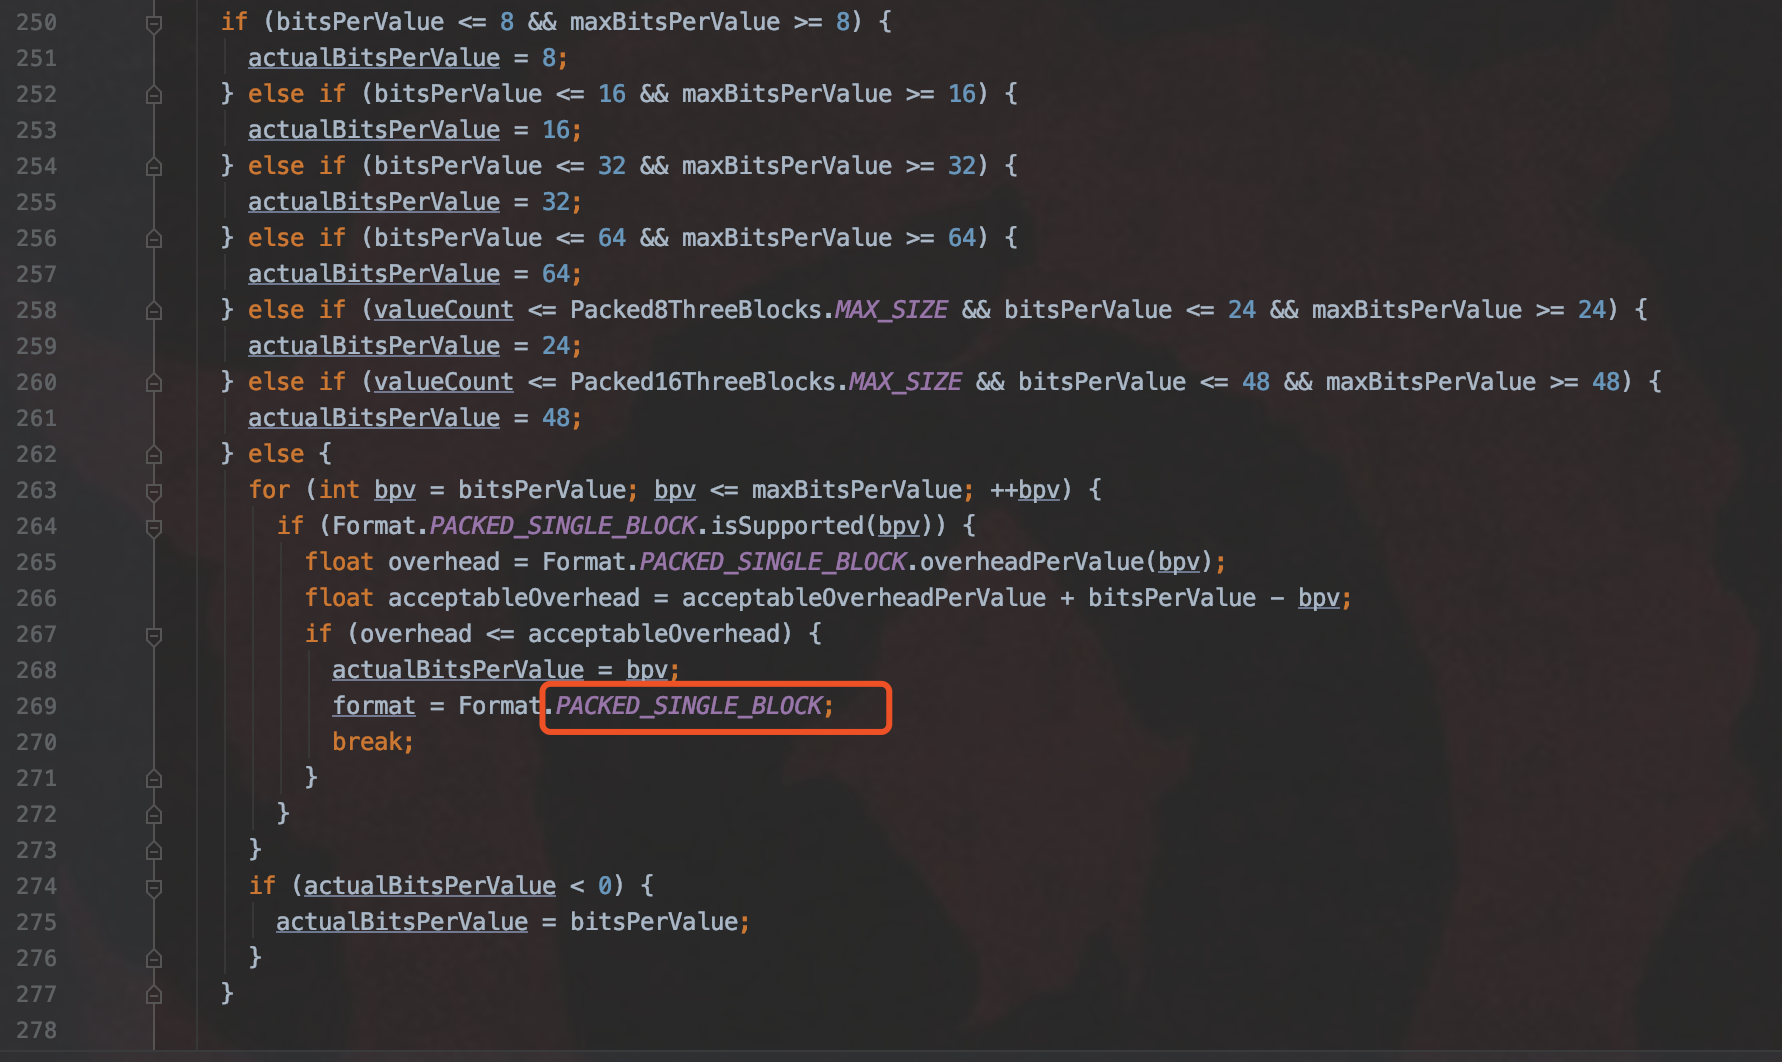 250 if (bitsPerValue <= 8 && maxBitsPerValue >= 8) {
251 actualBitsPerValue = 8;
252 } else if (bitsPerValue <= 16 && maxBitsPerValue >= 16) {
253 actualBitsPerValue = 16;
254 } else if (bitsPerValue <= 32 && maxBitsPerValue >= 32) {
255 actualBitsPerValue = 32;
256 } else if (bitsPerValue <= 64 && maxBitsPerValue >= 64) {
257 actualBitsPerValue = 64;
258 } else if (valueCount <= Packed8ThreeBlocks.MAX_SIZE && bitsPerValue <= 24 && maxBitsPerValue >= 24) {
259 actualBitsPerValue = 24;
260 } else if (valueCount <= Packed16ThreeBlocks.MAX_SIZE && bitsPerValue <= 48 && maxBitsPerValue >= 48) {
261 actualBitsPerValue = 48;
262 } else {
263 for (int bpv = bitsPerValue; bpv <= maxBitsPerValue; ++bpv) {
264 if (Format.PACKED_SINGLE_BLOCK.isSupported(bpv)) {
265 float overhead = Format.PACKED_SINGLE_BLOCK.overheadPerValue(bpv);
266 float acceptableOverhead = acceptableOverheadPerValue + bitsPerValue - bpv;
267 if (overhead <= acceptableOverhead) {
268 actualBitsPerValue = bpv;
269 format = Format.PACKED_SINGLE_BLOCK;
270 break;
271 }
272 }
273 }
274 if (actualBitsPerValue < 0) {
275 actualBitsPerValue = bitsPerValue;
276 }
277 }
278